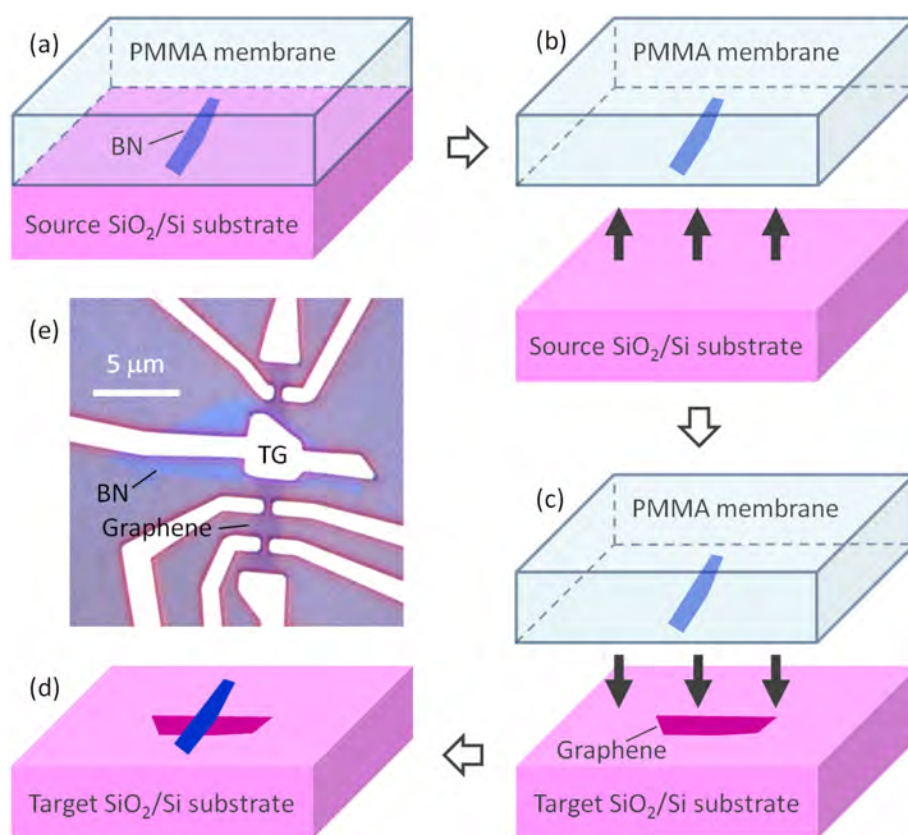 (a)
PMMA membrane
BN
Source SiO₂/Si substrate
(b)
PMMA membrane
Source SiO₂/Si substrate
(e)
5 μm
TG
BN
Graphene
(c)
PMMA membrane
Graphene
Target SiO₂/Si substrate
(d)
Target SiO₂/Si substrate